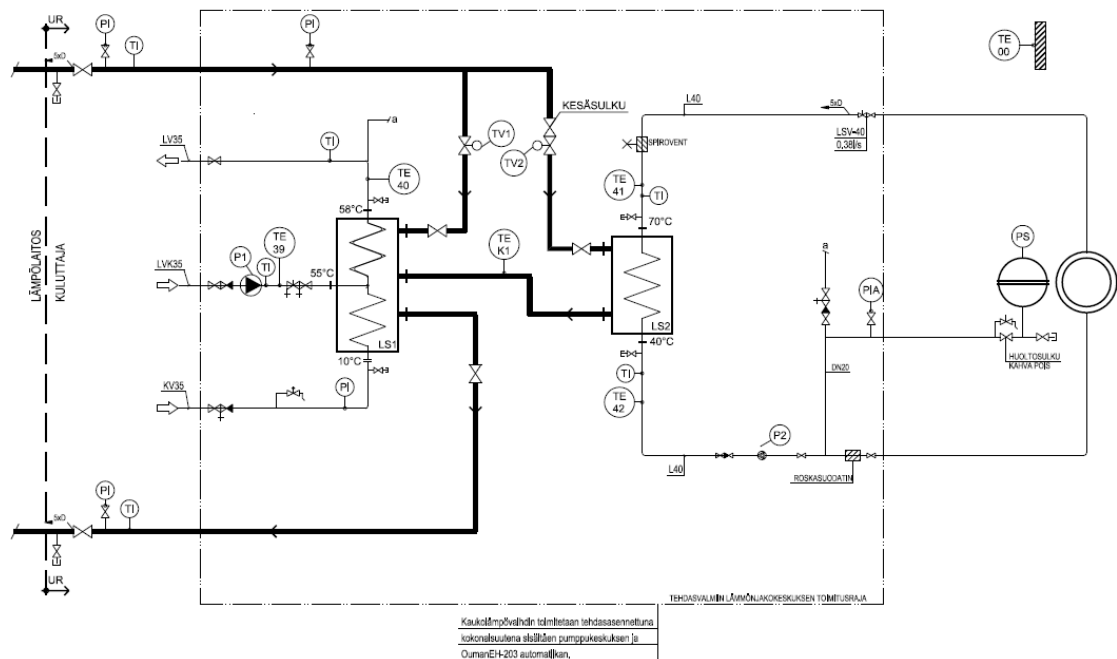 UR
PI
TI
PI
TE
00
5xD
KESÄSULKU
L40
5xD
a
TV1
LV35
TI
TV2
SPIROVENT
LSV-40
0,38l/s
TE
40
TE
41
TI
58°C
70°C
LÄMPÖLAITOS
KULUTTAJA
TE
39
TE
K1
a
PS
P1
TI
LVK35
55°C
PIA
LS1
LS2
10°C
40°C
HUOLTOSULKU
KAHVA POIS
TI
DN20
KV35
PI
TE
42
P2
L40
ROSKASUODATIN
PI
TI
5xD
UR
TEHDASVALMIIN LÄMMÖNJAKOKESKUKSEN TOIMITUSRAJA
Kaukolämpövaihdin toimitetaan tehdasasennettuna
kokonaisuutena sisältäen pumppukeskuksen ja
OumanEH-203 automatiikan,